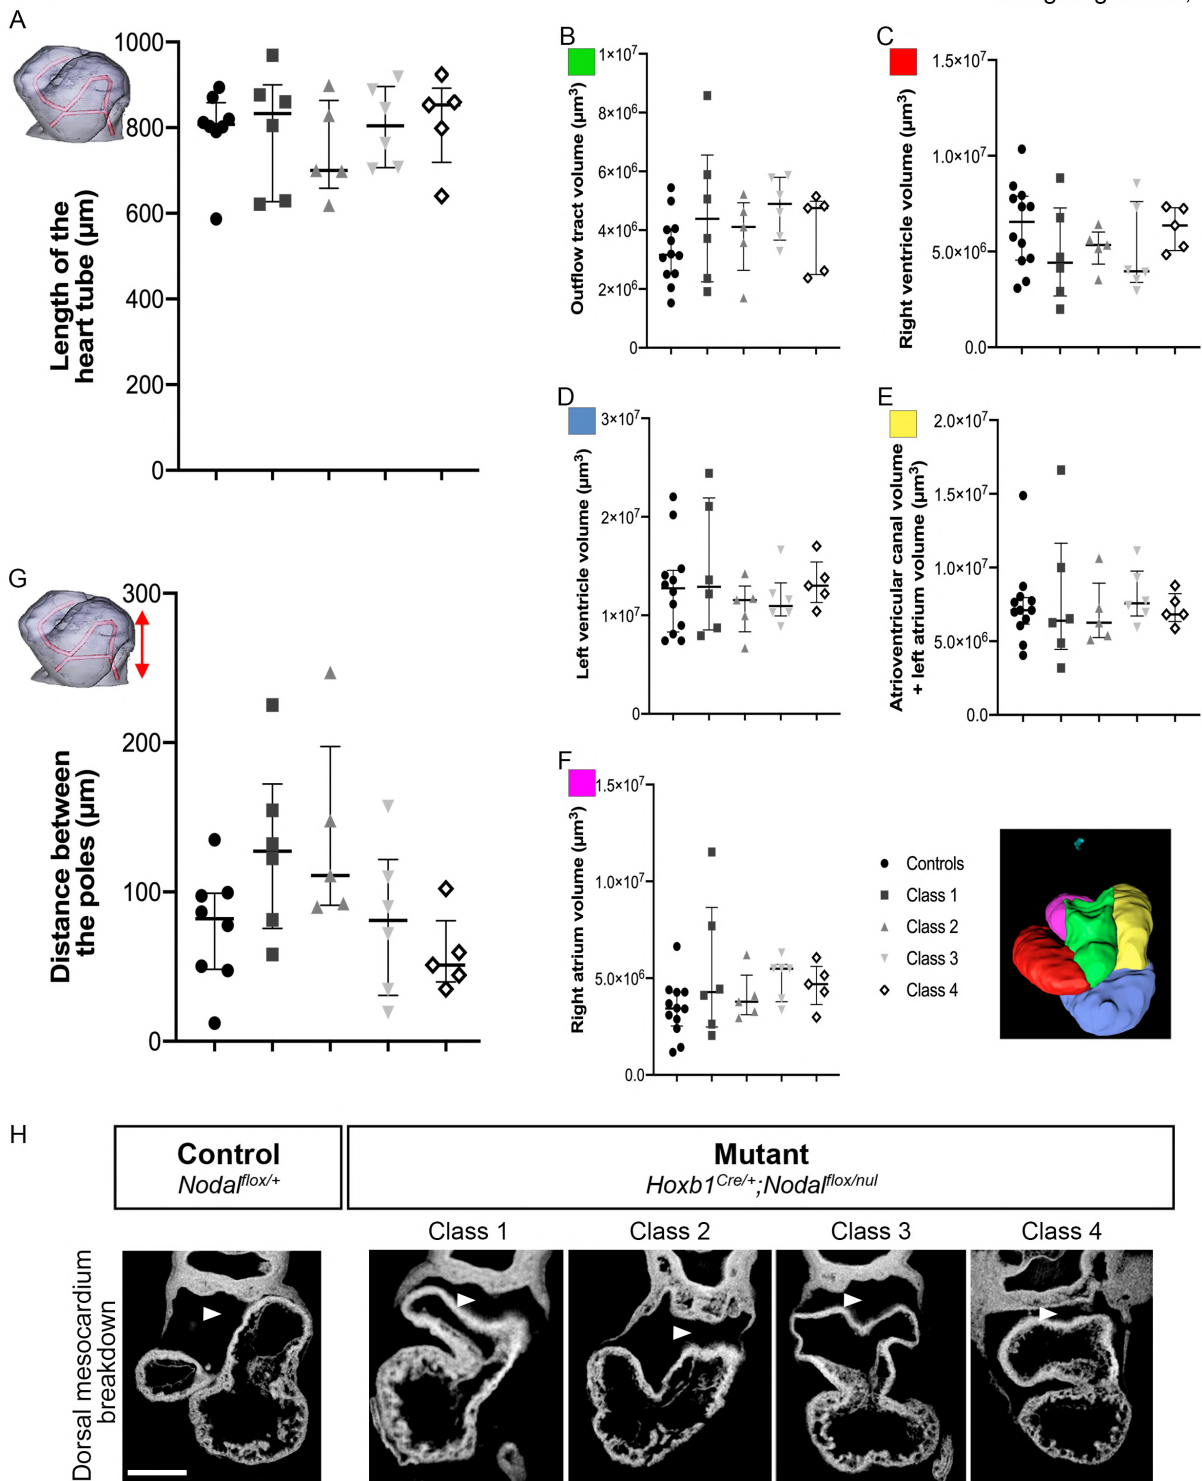 A
Length of the
heart tube (μm)
1000
800
600
400
200
0
B
Outflow tract volume (μm³)
1×10⁷
8×10⁶
6×10⁶
4×10⁶
2×10⁶
0
C
Right ventricle volume (μm³)
1.5×10⁷
1.0×10⁷
5.0×10⁶
0.0
D
Left ventricle volume (μm³)
3×10⁷
2×10⁷
1×10⁷
0
E
Atrioventricular canal volume
+ left atrium volume (μm³)
2.0×10⁷
1.5×10⁷
1.0×10⁷
5.0×10⁶
0.0
F
Right atrium volume (μm³)
1.5×10⁷
1.0×10⁷
5.0×10⁶
0.0
Controls
Class 1
Class 2
Class 3
Class 4
G
Distance between
the poles (μm)
300
200
100
0
H
Control
Nodal^flox/+
Mutant
Hoxb1^Cre/+;Nodal^flox/nul
Class 1
Class 2
Class 3
Class 4
Dorsal mesocardium
breakdown